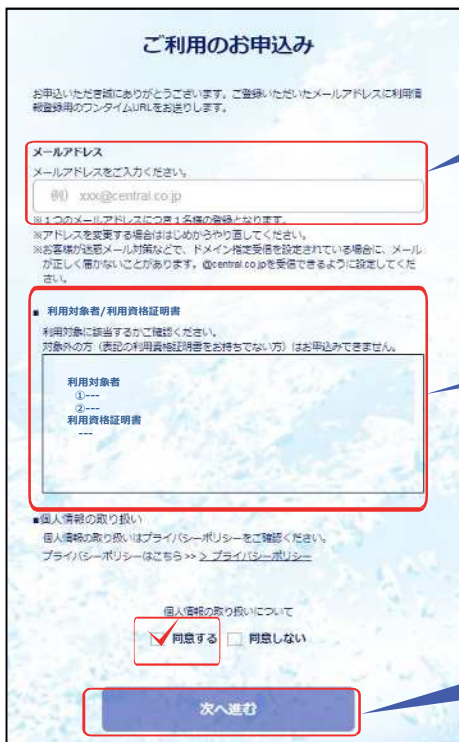 ご利用のお申込み
お申込いただき誠にありがとうございます。ご登録いただいたメールアドレスに利用情
報登録用のワンタイムURLをお送りします。
メールアドレス
メールアドレスをご入力ください。
例） xxx@central.co.jp
※１つのメールアドレスにつき１名様の登録となります。
※アドレスを変更する場合ははじめからやり直してください。
※お客様が迷惑メール対策などで、ドメイン指定受信を設定されている場合に、メール
が正しく届かないことがあります。@central.co.jpを受信できるように設定してくだ
さい。
■ 利用対象者/利用資格証明書
利用対象に該当するかご確認ください。
対象外の方（表記の利用資格証明書をお持ちでない方）はお申込みできません。
利用対象者
①---
②---
利用資格証明書
---
■個人情報の取り扱い
個人情報の取り扱いはプライバシーポリシーをご確認ください。
プライバシーポリシーはこちら>> > プライバシーポリシー
個人情報の取り扱いについて
同意する 同意しない
次へ進む